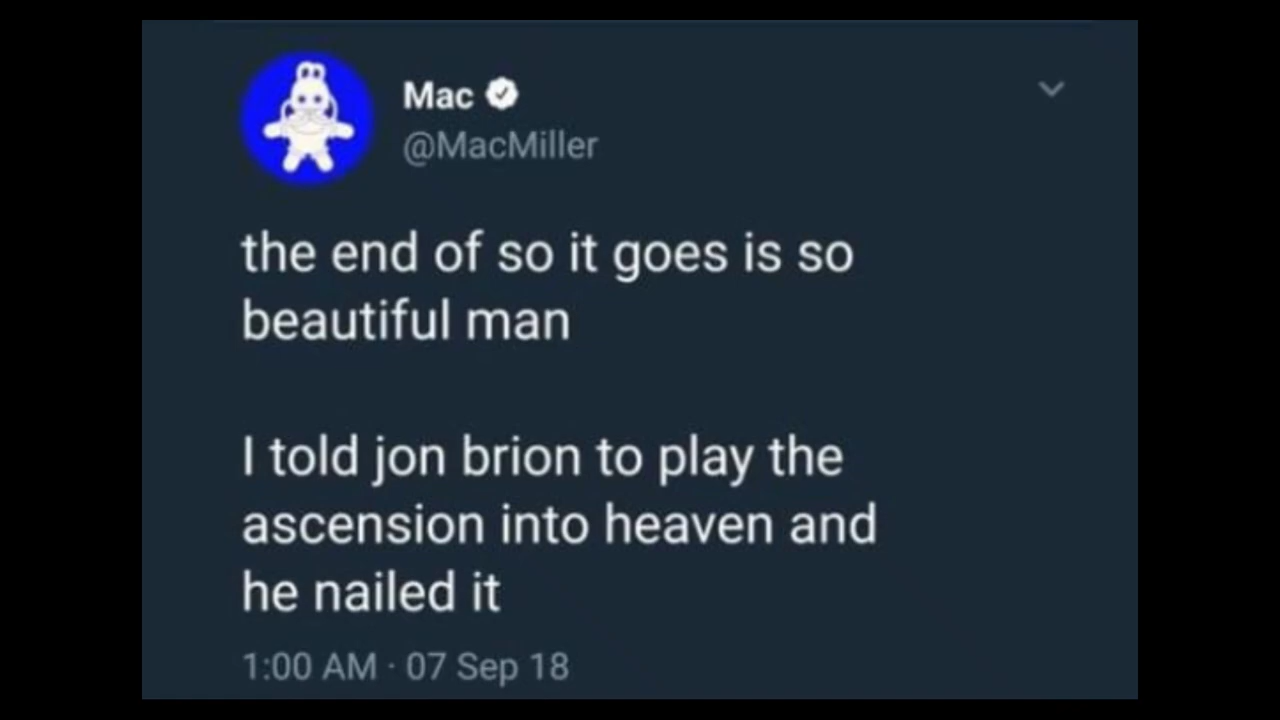 Mac
@MacMiller
the end of so it goes is so
beautiful man
I told jon brion to play the
ascension into heaven and
he nailed it
1:00 AM · 07 Sep 18